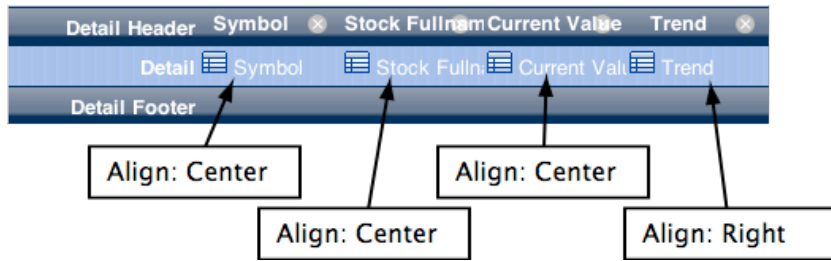 Detail Header Symbol Stock Fullnam Current Value Trend
Detail Symbol Stock Fulln Current Valu Trend
Detail Footer
Align: Center Align: Center
Align: Center Align: Right